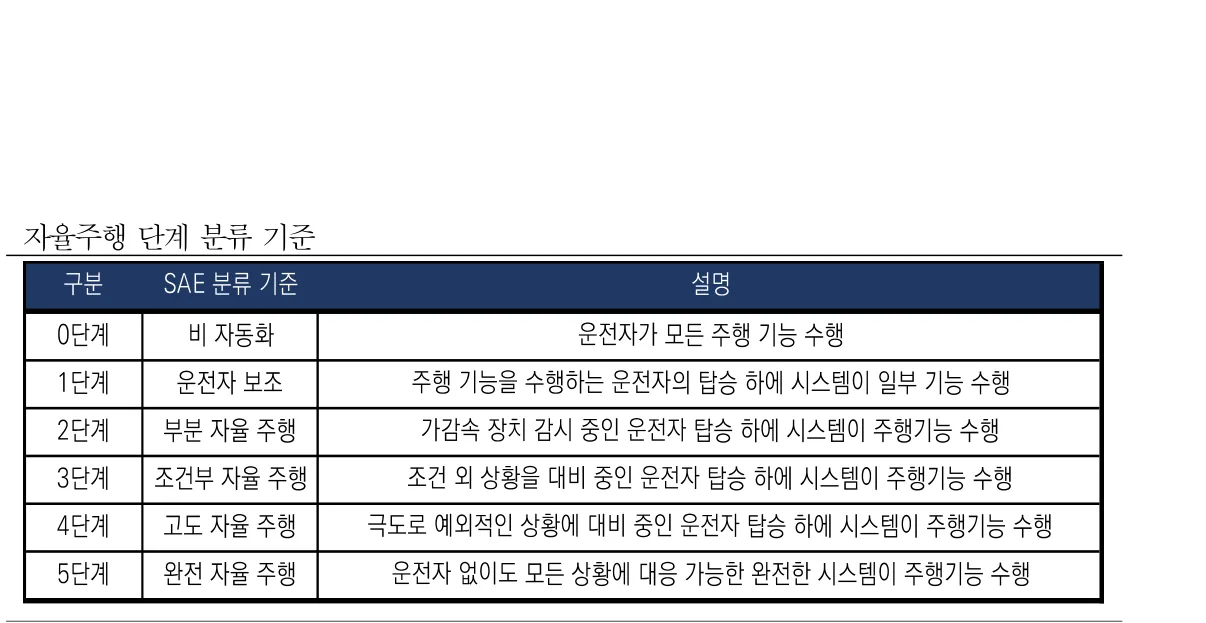 자율주행 단계 분류 기준
구분 SAE 분류 기준 설명
0단계 비 자동화 운전자가 모든 주행 기능 수행
1단계 운전자 보조 주행 기능을 수행하는 운전자의 탑승 하에 시스템이 일부 기능 수행
2단계 부분 자율 주행 가감속 장치 감시 중인 운전자 탑승 하에 시스템이 주행기능 수행
3단계 조건부 자율 주행 조건 외 상황을 대비 중인 운전자 탑승 하에 시스템이 주행기능 수행
4단계 고도 자율 주행 극도로 예외적인 상황에 대비 중인 운전자 탑승 하에 시스템이 주행기능 수행
5단계 완전 자율 주행 운전자 없이도 모든 상황에 대응 가능한 완전한 시스템이 주행기능 수행